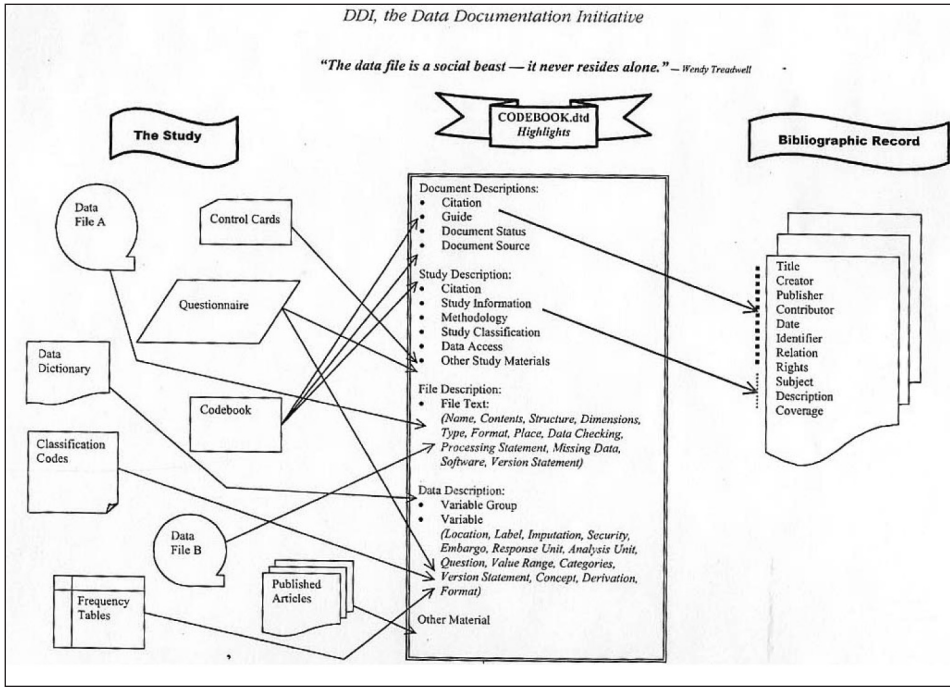 DDI, the Data Documentation Initiative
"The data file is a social beast — it never resides alone." – Wendy Treadwell
The Study
CODEBOOK.dtd
Highlights
Bibliographic Record
Data
File A
Control Cards
Questionnaire
Data
Dictionary
Codebook
Classification
Codes
Data
File B
Frequency
Tables
Published
Articles
Document Descriptions:
• Citation
• Guide
• Document Status
• Document Source
Study Description:
• Citation
• Study Information
• Methodology
• Study Classification
• Data Access
• Other Study Materials
File Description:
• File Text:
(Name, Contents, Structure, Dimensions,
Type, Format, Place, Data Checking,
Processing Statement, Missing Data,
Software, Version Statement)
Data Description:
• Variable Group
• Variable
(Location, Label, Imputation, Security,
Embargo, Response Unit, Analysis Unit,
Question, Value Range, Categories,
Version Statement, Concept, Derivation,
Format)
Other Material
Title
Creator
Publisher
Contributor
Date
Identifier
Relation
Rights
Subject
Description
Coverage